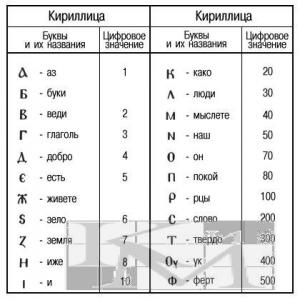 Кириллица Кириллица
Буквы и их названия Цифровое значение Буквы и их названия Цифровое значение
А - аз 1 К - како 20
Б - буки Л - люди 30
В - веди 2 М - мыслете 40
Г - глаголь 3 N - наш 50
Д - добро 4 О - он 70
Є - есть 5 П - покой 80
Ж - живете Р - рцы 100
Ѕ - зело 6 С - слово 200
Z - земля 7 Т - твердо 300
Н - иже 8 Оу - ук 400
І - и 10 Ф - ферт 500